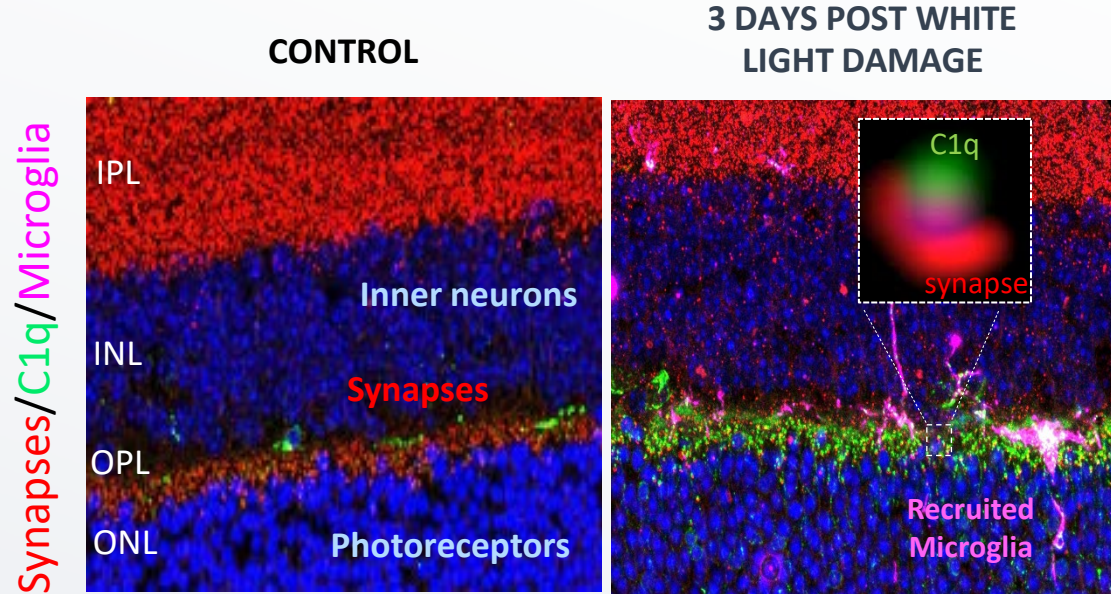 CONTROL
3 DAYS POST WHITE
LIGHT DAMAGE
Synapses/C1q/Microglia
IPL
Inner neurons
INL
Synapses
OPL
ONL
Photoreceptors
C1q
synapse
Recruited
Microglia